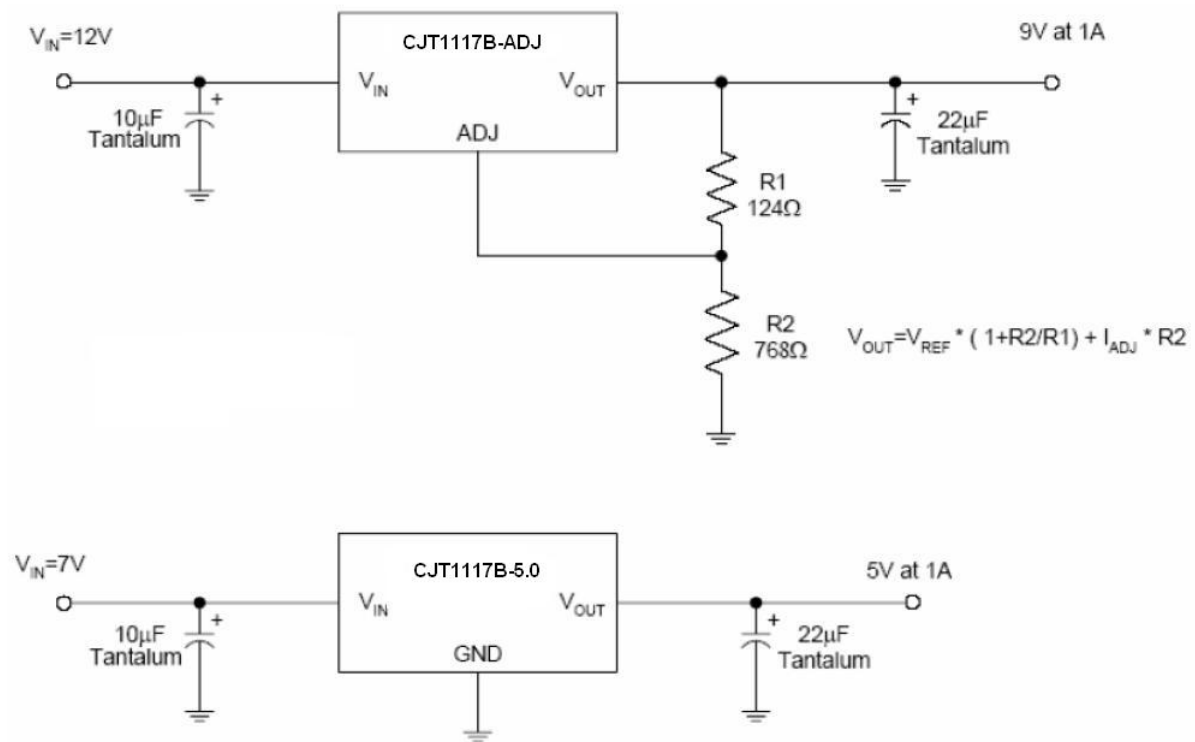 V_IN=12V
CJT1117B-ADJ
9V at 1A
V_IN
V_OUT
ADJ
+
10μF
Tantalum
+
22μF
Tantalum
R1
124Ω
R2
768Ω
V_OUT=V_REF * ( 1+R2/R1) + I_ADJ * R2
V_IN=7V
CJT1117B-5.0
5V at 1A
V_IN
V_OUT
GND
+
10μF
Tantalum
+
22μF
Tantalum